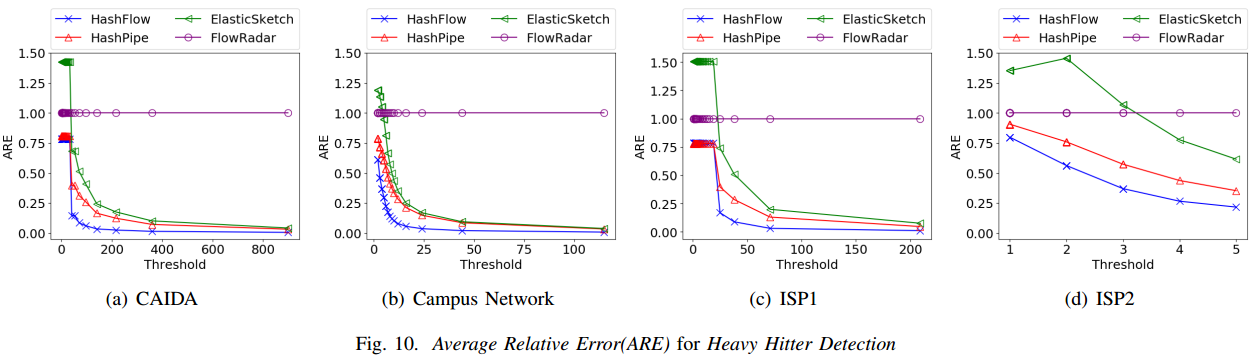 HashFlow ElasticSketch
HashPipe FlowRadar
1.50
1.25
1.00
0.75
0.50
0.25
0.00
ARE
0 200 400 600 800
Threshold
(a) CAIDA
HashFlow ElasticSketch
HashPipe FlowRadar
1.50
1.25
1.00
0.75
0.50
0.25
0.00
ARE
0 25 50 75 100
Threshold
(b) Campus Network
HashFlow ElasticSketch
HashPipe FlowRadar
1.50
1.25
1.00
0.75
0.50
0.25
0.00
ARE
0 50 100 150 200
Threshold
(c) ISP1
HashFlow ElasticSketch
HashPipe FlowRadar
1.50
1.25
1.00
0.75
0.50
0.25
0.00
ARE
1 2 3 4 5
Threshold
(d) ISP2
Fig. 10. Average Relative Error(ARE) for Heavy Hitter Detection